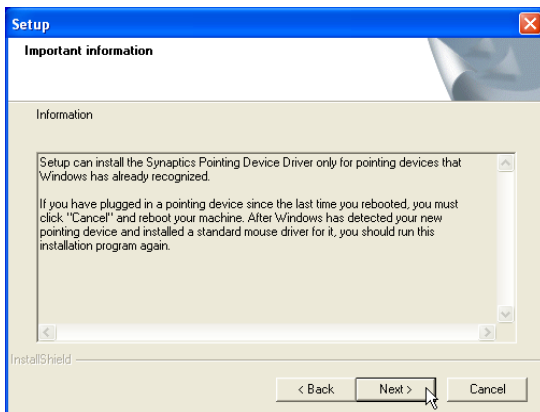 Setup
Important information
Information
Setup can install the Synaptics Pointing Device Driver only for pointing devices that
Windows has already recognized.
If you have plugged in a pointing device since the last time you rebooted, you must
click "Cancel" and reboot your machine. After Windows has detected your new
pointing device and installed a standard mouse driver for it, you should run this
installation program again.
InstallShield
< Back
Next >
Cancel